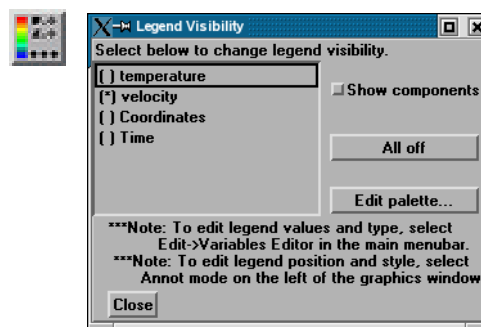 Legend Visibility
Select below to change legend visibility.
( ) temperature
(*) velocity
( ) Coordinates
( ) Time
Show components
All off
Edit palette...
***Note: To edit legend values and type, select
Edit->Variables Editor in the main menubar.
***Note: To edit legend position and style, select
Annot mode on the left of the graphics window
Close